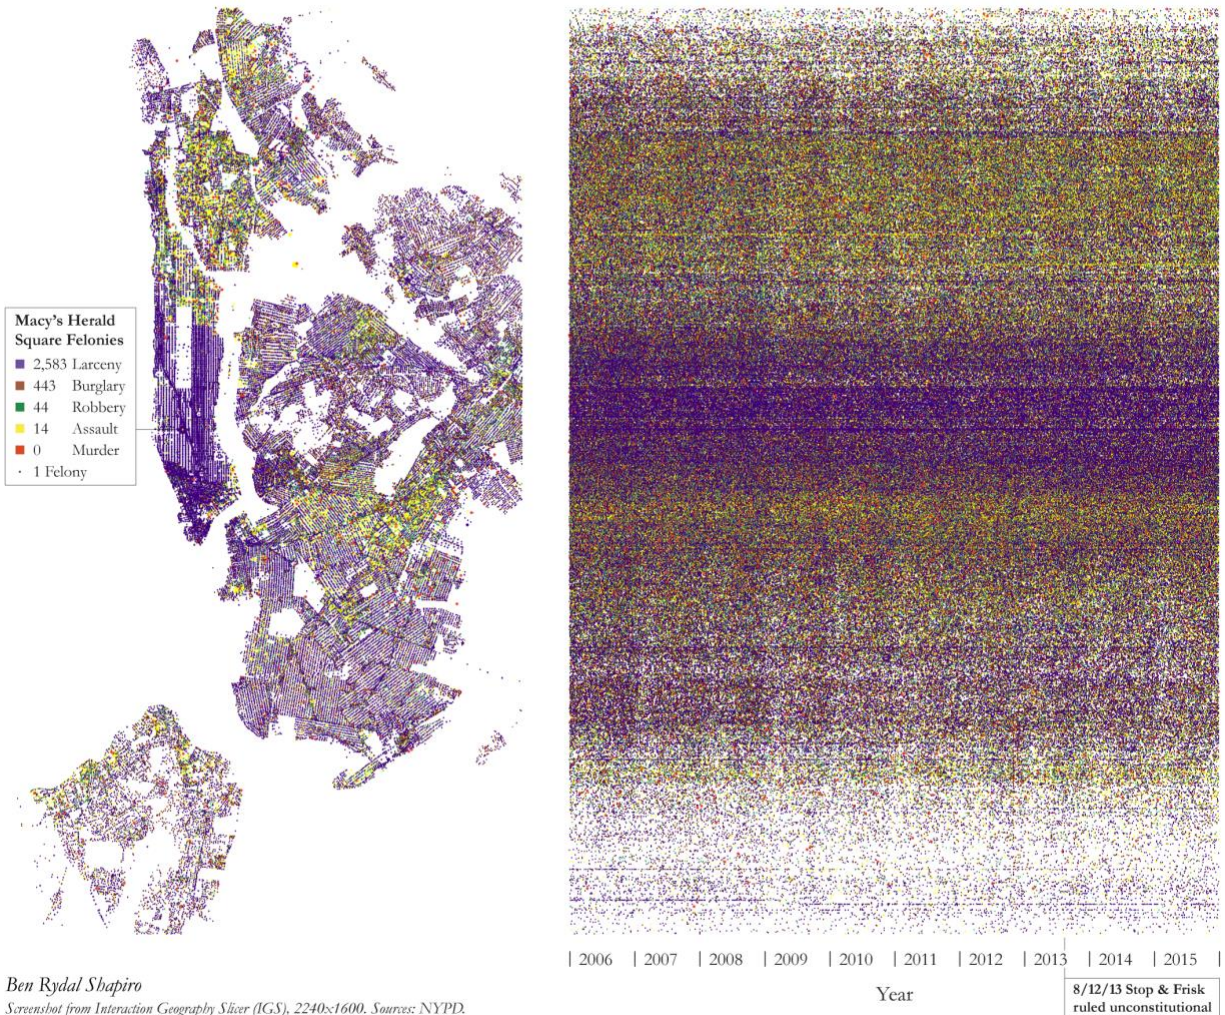 Macy's Herald
Square Felonies
2,583 Larceny
443 Burglary
44 Robbery
14 Assault
0 Murder
1 Felony
| 2006 | 2007 | 2008 | 2009 | 2010 | 2011 | 2012 | 2013 | 2014 | 2015 |
Year
8/12/13 Stop & Frisk
ruled unconstitutional
Ben Rydal Shapiro
Screenshot from Interaction Geography Slicer (IGS), 2240x1600. Sources: NYPD.